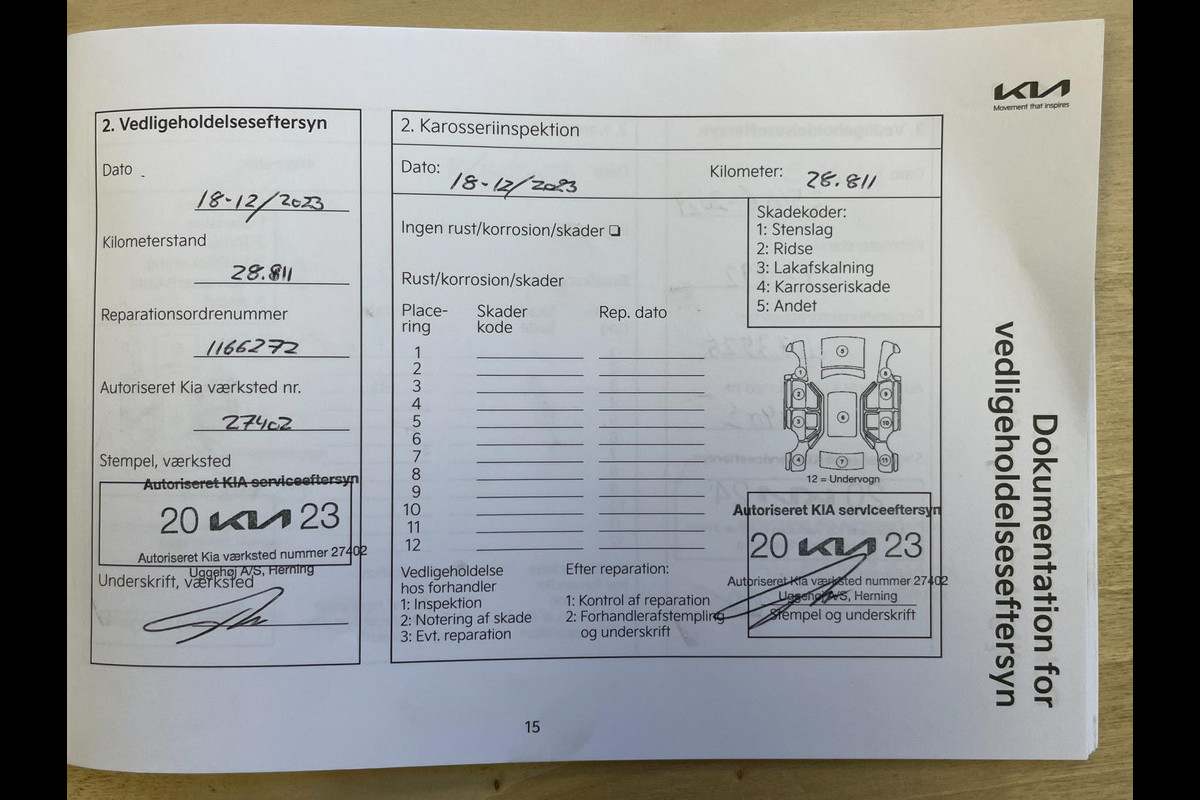 KIA
Movement that inspires
Dokumentation for
vedligeholdelseseftersyn
2. Vedligeholdelseseftersyn
Dato
18-12/2023
Kilometerstand
28.811
Reparationsordrenummer
1166272
Autoriseret Kia værksted nr.
27402
Stempel, værksted
Autoriseret KIA serviceeftersyn
20 KIA 23
Autoriseret Kia værksted nummer 27402
Uggehøj A/S, Herning
Underskrift, værksted
2. Karosseriinspektion
Dato: 18-12/2023 Kilometer: 28.811
Ingen rust/korrosion/skader ❏
Rust/korrosion/skader
Place-
ring
Skader
kode
Rep. dato
1
2
3
4
5
6
7
8
9
10
11
12
Skadekoder:
1: Stenslag
2: Ridse
3: Lakafskalning
4: Karrosseriskade
5: Andet
12 = Undervogn
Vedligeholdelse
hos forhandler
1: Inspektion
2: Notering af skade
3: Evt. reparation
Efter reparation:
1: Kontrol af reparation
2: Forhandlerafstempling
og underskrift
Autoriseret KIA serviceeftersyn
20 KIA 23
Autoriseret Kia værksted nummer 27402
Uggehøj A/S, Herning
Stempel og underskrift
15